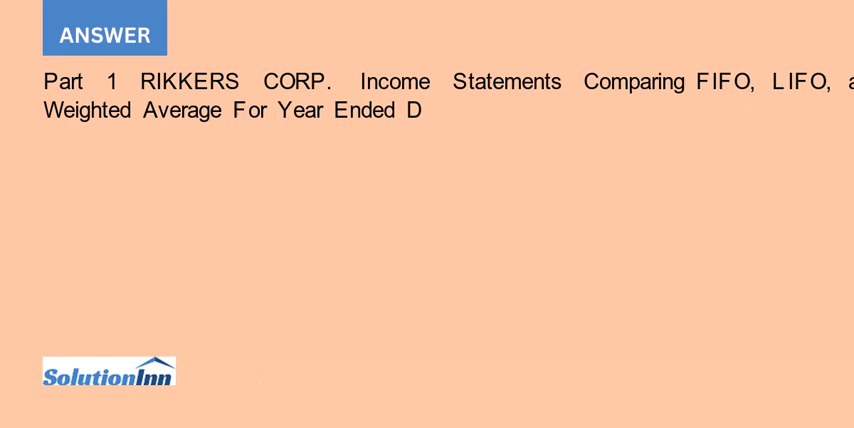 ANSWER
Part 1 RIKKERS CORP. Income Statements Comparing FIFO, LIFO,
Weighted Average For Year Ended D
SolutionInn